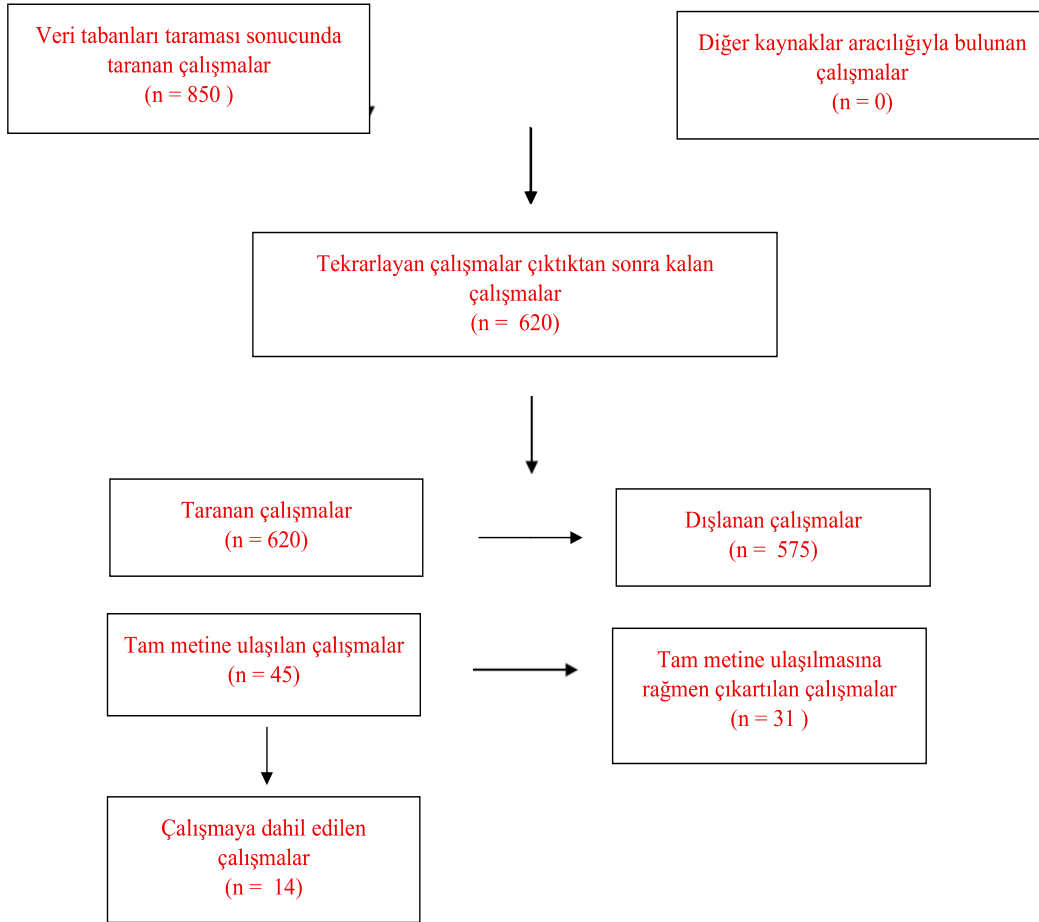 Veri tabanları taraması sonucunda
taranan çalışmalar
(n = 850 )
Diğer kaynaklar aracılığıyla bulunan
çalışmalar
(n = 0)
Tekrarlayan çalışmalar çıktıktan sonra kalan
çalışmalar
(n =  620)
Taranan çalışmalar
(n = 620)
Dışlanan çalışmalar
(n =  575)
Tam metine ulaşılan çalışmalar
(n = 45)
Tam metine ulaşılmasına
rağmen çıkartılan çalışmalar
(n = 31 )
Çalışmaya dahil edilen
çalışmalar
(n =  14)